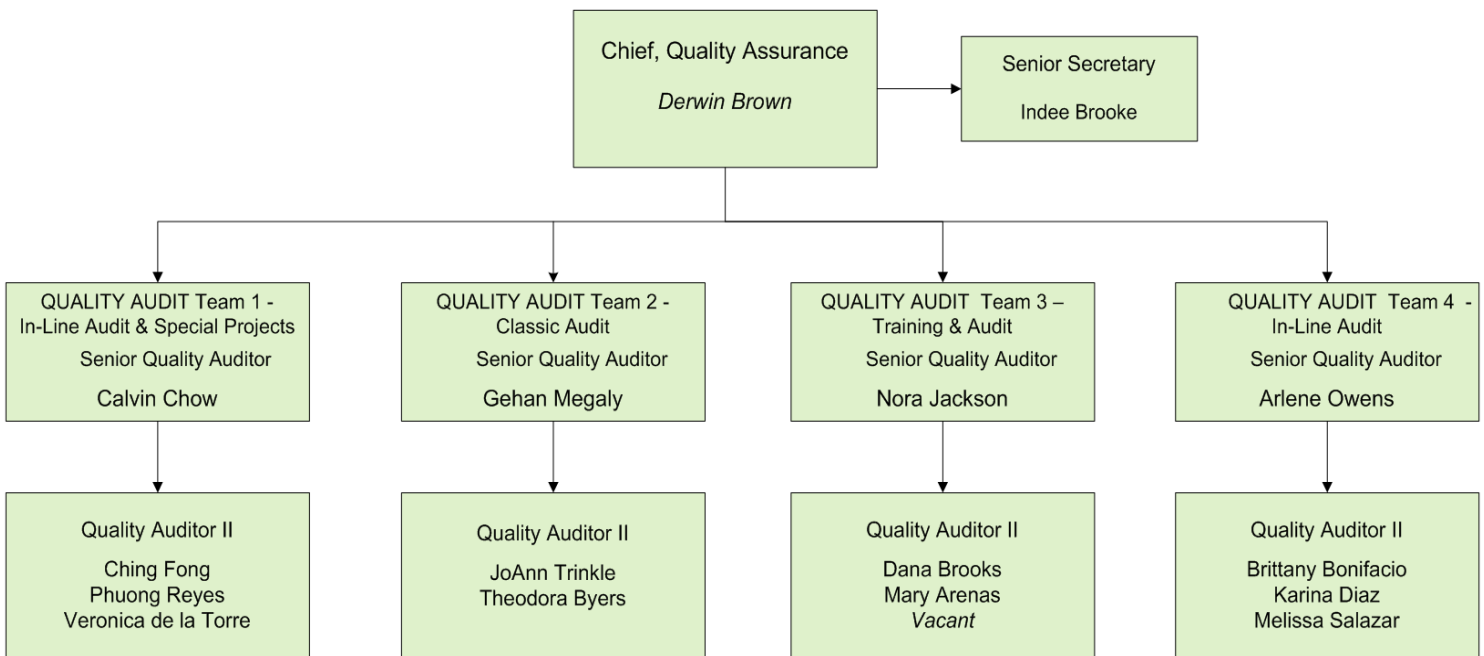 Chief, Quality Assurance
Derwin Brown
Senior Secretary
Indee Brooke
QUALITY AUDIT Team 1 -
In-Line Audit & Special Projects
Senior Quality Auditor
Calvin Chow
QUALITY AUDIT Team 2 -
Classic Audit
Senior Quality Auditor
Gehan Megaly
QUALITY AUDIT Team 3 –
Training & Audit
Senior Quality Auditor
Nora Jackson
QUALITY AUDIT Team 4 -
In-Line Audit
Senior Quality Auditor
Arlene Owens
Quality Auditor II
Ching Fong
Phuong Reyes
Veronica de la Torre
Quality Auditor II
JoAnn Trinkle
Theodora Byers
Quality Auditor II
Dana Brooks
Mary Arenas
Vacant
Quality Auditor II
Brittany Bonifacio
Karina Diaz
Melissa Salazar